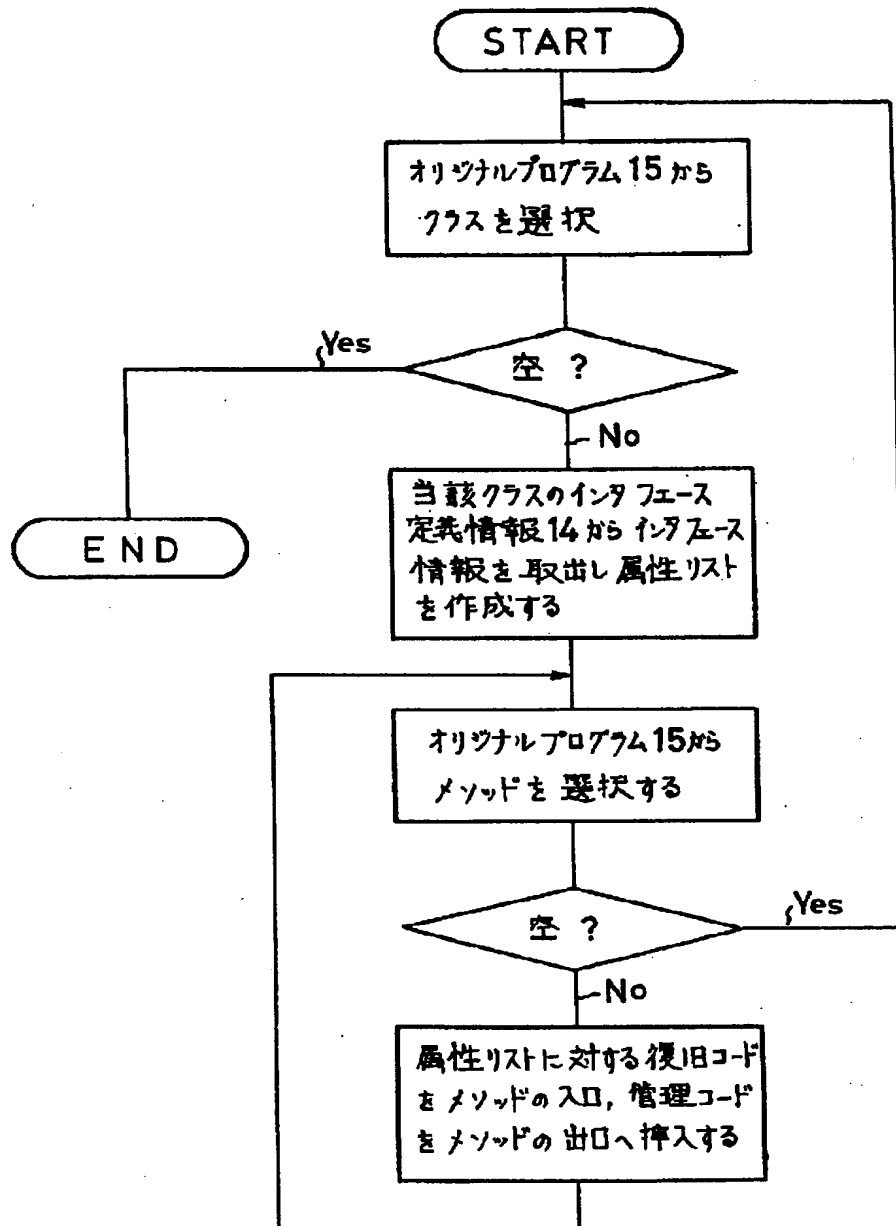 START
オリジナルプログラム15から
クラスを選択
空？
Yes
No
END
当該クラスのインタフェース
定義情報14からインタフェース
情報を取出し属性リスト
を作成する
オリジナルプログラム15から
メソッドを選択する
空？
Yes
No
属性リストに対する復旧コード
をメソッドの入口,管理コード
をメソッドの出口へ挿入する